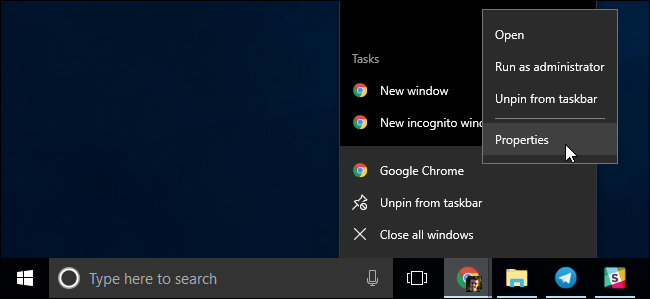 Tasks
New window
New incognito wind
Google Chrome
Unpin from taskbar
Close all windows
Open
Run as administrator
Unpin from taskbar
Properties
Type here to search